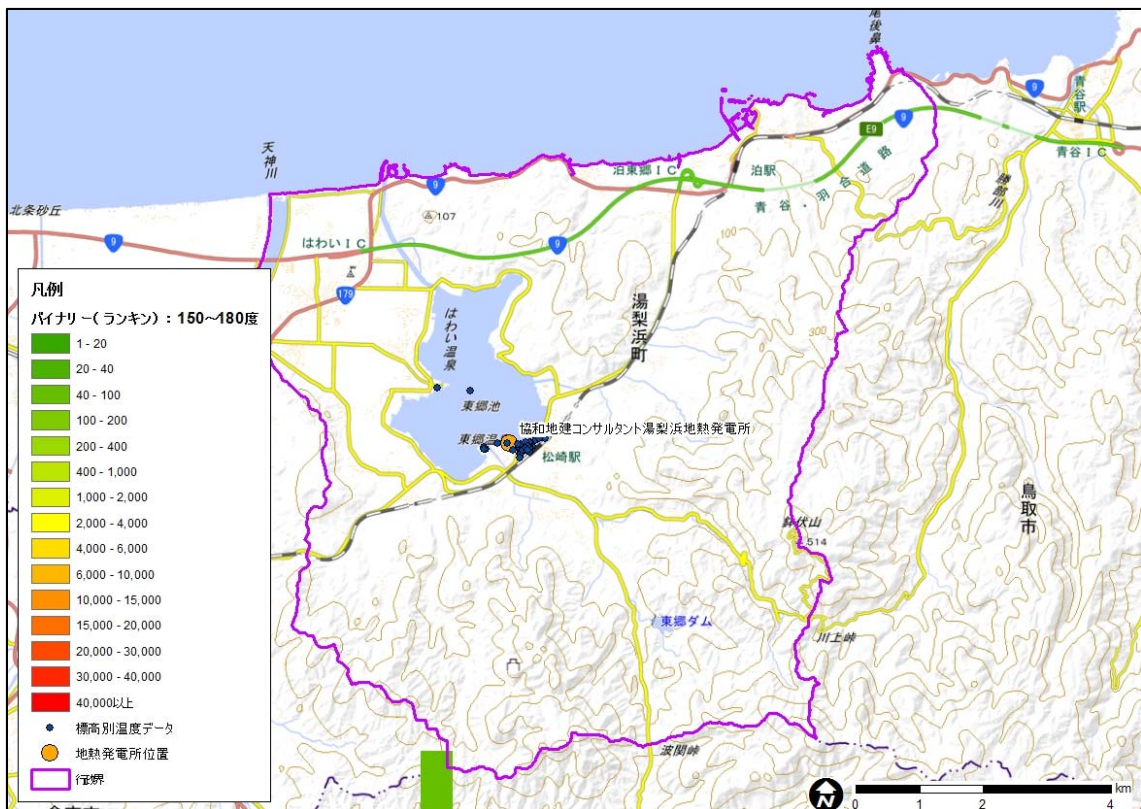 尾後鼻
9
青谷駅
E9
9
天神川
泊東郷IC
泊駅
青谷IC
青谷・羽合道路
勝部川
北条砂丘
9
107
9
はわいIC
9
100
179
湯梨浜町
300
はわい温泉
東郷池
協和地建コンサルタント湯梨浜地熱発電所
東郷温
松崎駅
鳥取市
鉢伏山
514
東郷ダム
川上峠
波関峠
凡例
バイナリー(ランキン):150~180度
1 - 20
20 - 40
40 - 100
100 - 200
200 - 400
400 - 1,000
1,000 - 2,000
2,000 - 4,000
4,000 - 6,000
6,000 - 10,000
10,000 - 15,000
15,000 - 20,000
20,000 - 30,000
30,000 - 40,000
40,000以上
標高別温度データ
地熱発電所位置
行政界
N
km
0 1 2 4